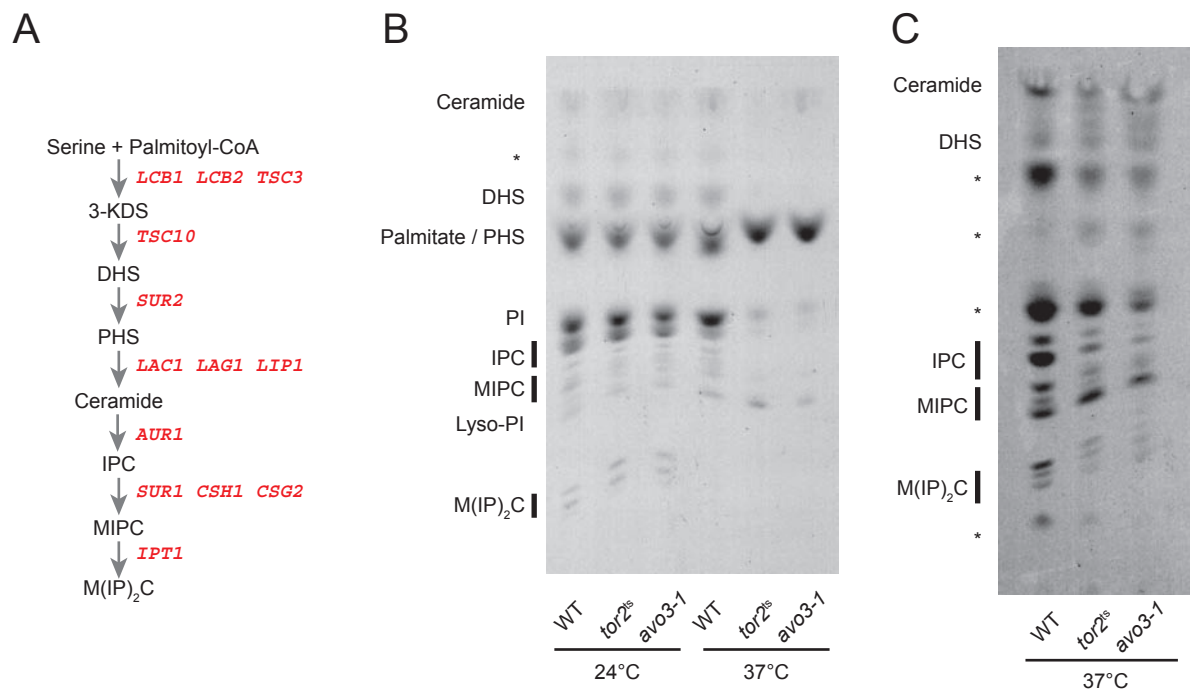 A
Serine + Palmitoyl-CoA
LCB1 LCB2 TSC3
3-KDS
TSC10
DHS
SUR2
PHS
LAC1 LAG1 LIP1
Ceramide
AUR1
IPC
SUR1 CSH1 CSG2
MIPC
IPT1
M(IP)₂C
B
Ceramide
*
DHS
Palmitate / PHS
PI
IPC
MIPC
Lyso-PI
M(IP)₂C
WT
tor2ᵗˢ
avo3-1
WT
tor2ᵗˢ
avo3-1
24°C
37°C
C
Ceramide
DHS
*
*
*
IPC
MIPC
M(IP)₂C
*
WT
tor2ᵗˢ
avo3-1
37°C